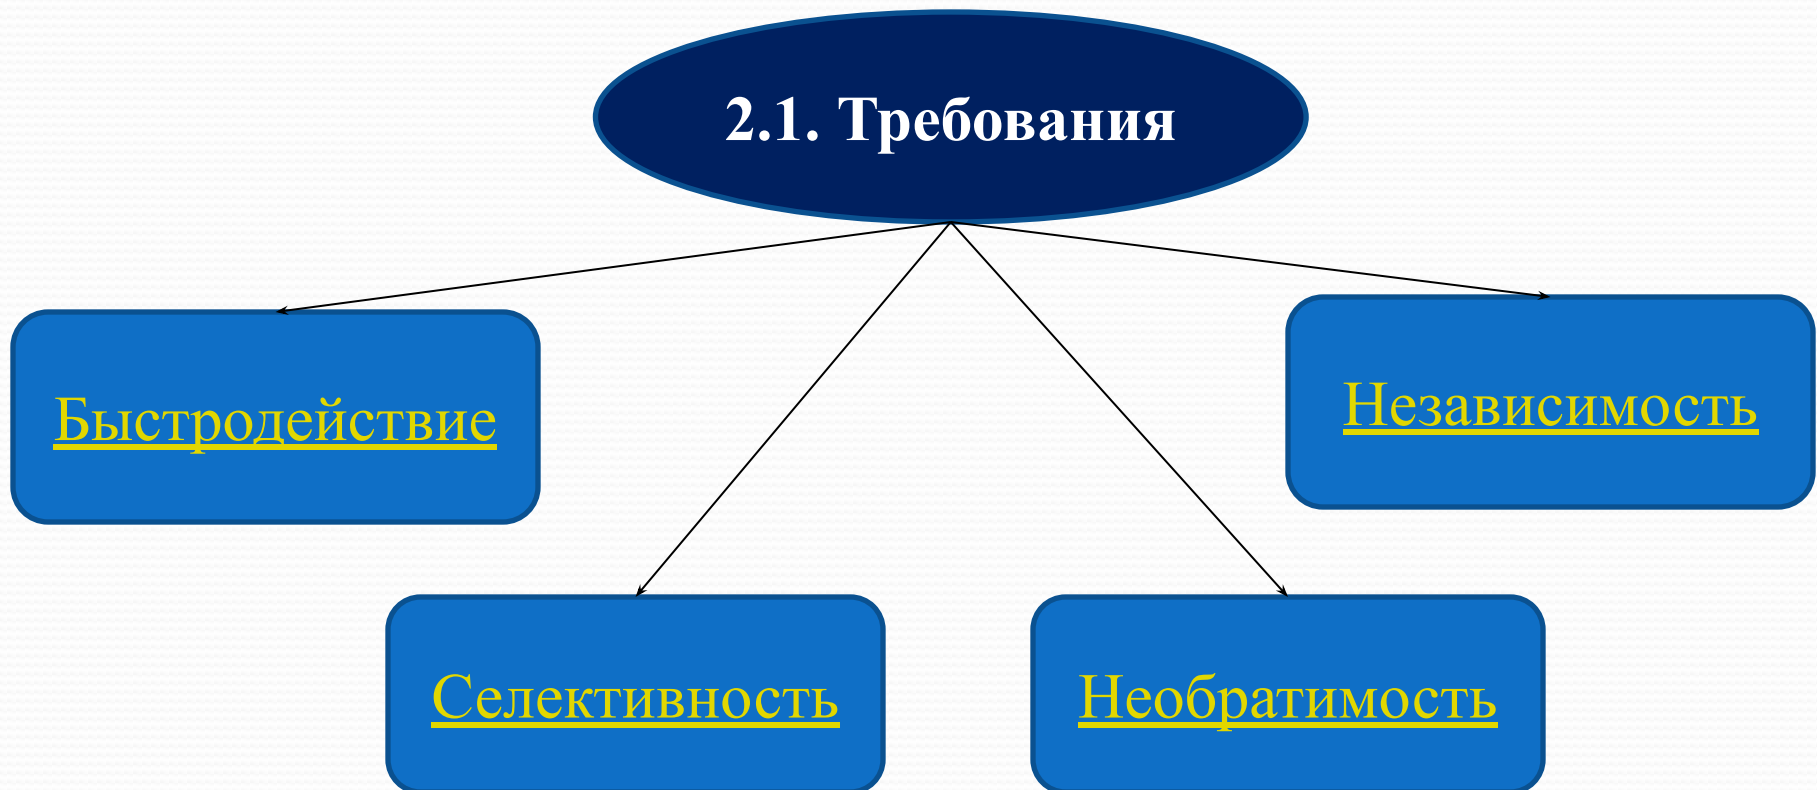 2.1. Требования
Быстродействие
Независимость
Селективность
Необратимость